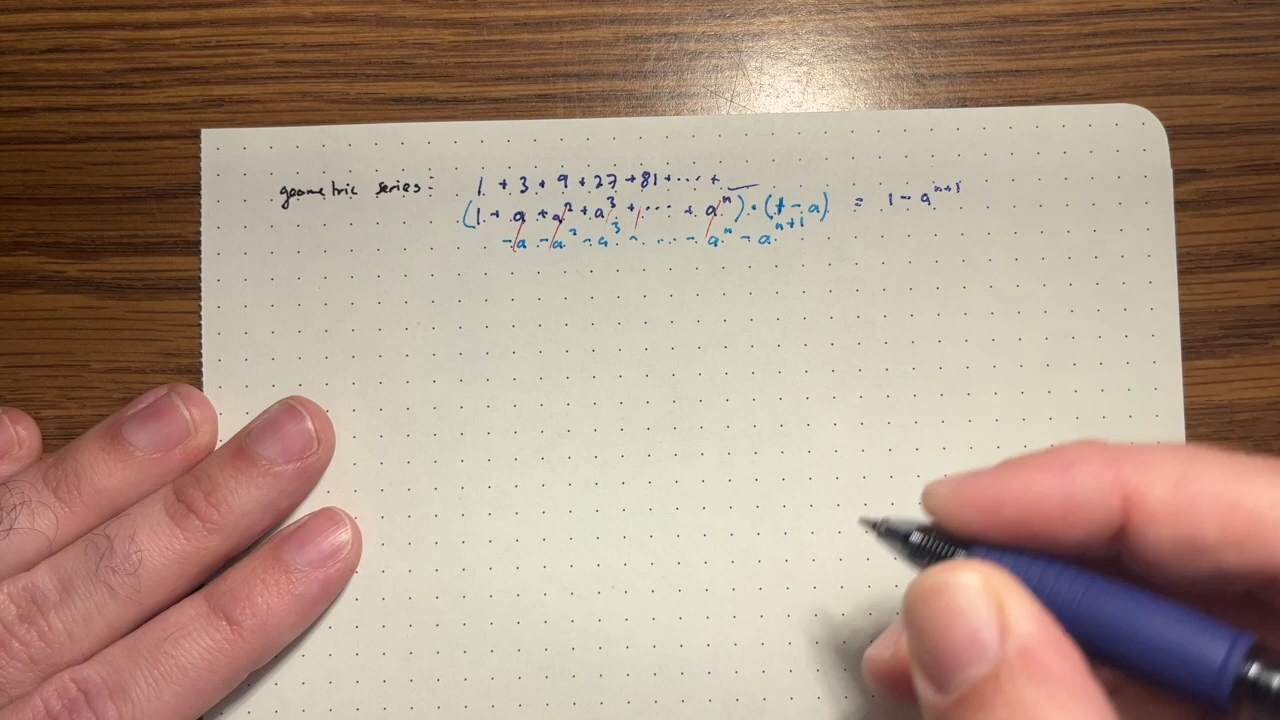 geometric series: 1 + 3 + 9 + 27 + 81 + ... + __
(1 + a + a² + a³ + ... + aⁿ) · (1 - a) = 1 - aⁿ⁺¹
- a - a² - a³ - ... - aⁿ - aⁿ⁺¹